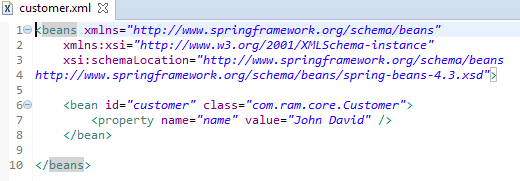 customer.xml
1 <beans xmlns="http://www.springframework.org/schema/beans"
2 xmlns:xsi="http://www.w3.org/2001/XMLSchema-instance"
3 xsi:schemaLocation="http://www.springframework.org/schema/beans
4 http://www.springframework.org/schema/beans/spring-beans-4.3.xsd">
5
6 <bean id="customer" class="com.ram.core.Customer">
7 <property name="name" value="John David" />
8 </bean>
9
10 </beans>